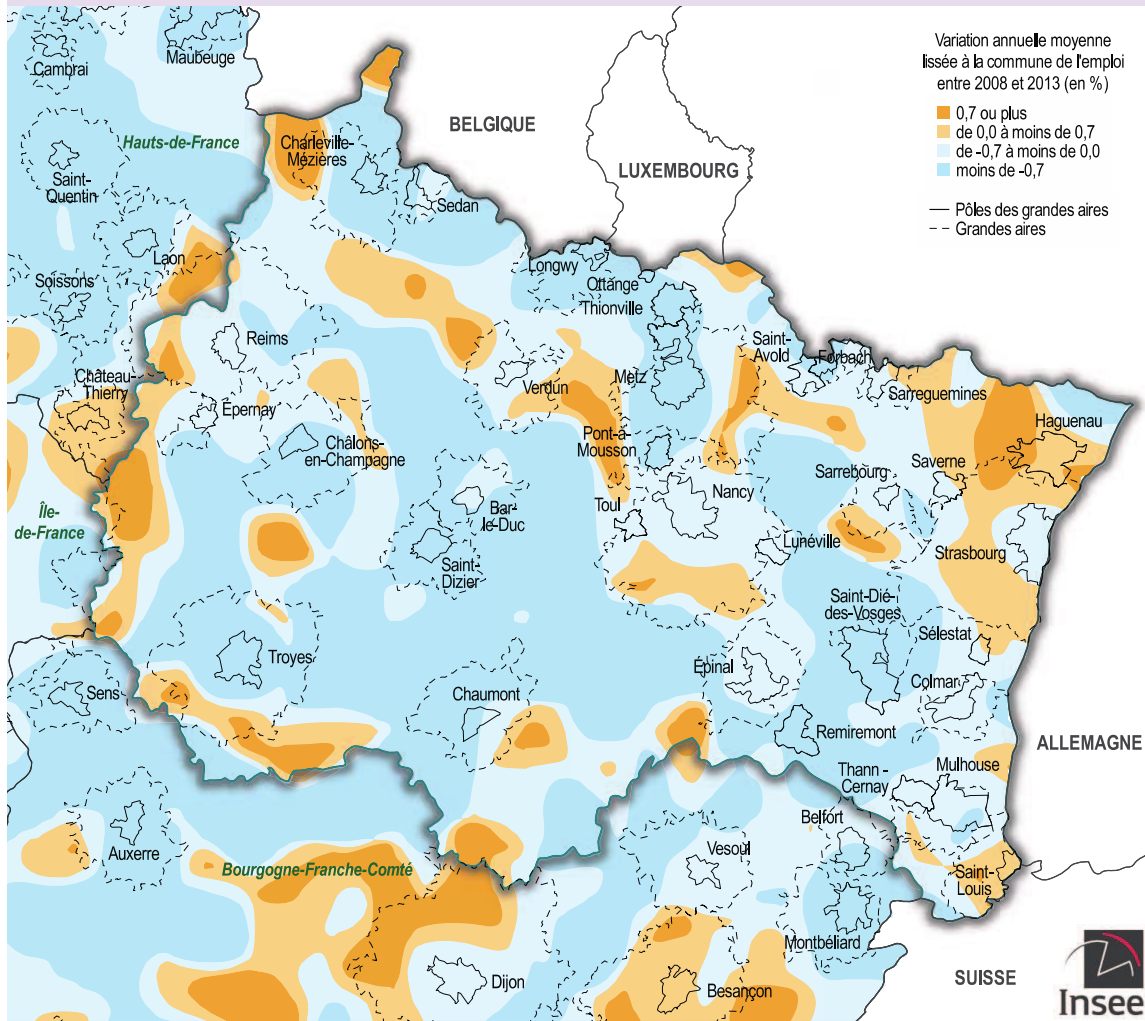 Variation annuelle moyenne
lissée à la commune de l'emploi
entre 2008 et 2013 (en %)
0,7 ou plus
de 0,0 à moins de 0,7
de -0,7 à moins de 0,0
moins de -0,7
Pôles des grandes aires
Grandes aires
Maubeuge
Cambrai
BELGIQUE
Hauts-de-France
Charleville-
Mézières
LUXEMBOURG
Saint-
Quentin
Sedan
Laon
Longwy
Soissons
Ottange
Thionville
Reims
Saint-
Avold
Forbach
Château-
Thierry
Verdun
Metz
Sarreguemines
Épernay
Haguenau
Châlons-
en-Champagne
Pont-à-
Mousson
Saverne
Sarrebourg
Nancy
Toul
Île-
de-France
Bar-
le-Duc
Lunéville
Strasbourg
Saint-
Dizier
Saint-Dié-
des-Vosges
Sélestat
Troyes
Épinal
Colmar
Sens
Chaumont
Remiremont
ALLEMAGNE
Mulhouse
Thann -
Cernay
Belfort
Auxerre
Vesoul
Bourgogne-Franche-Comté
Saint-
Louis
Montbéliard
Dijon
Besançon
SUISSE
Insee